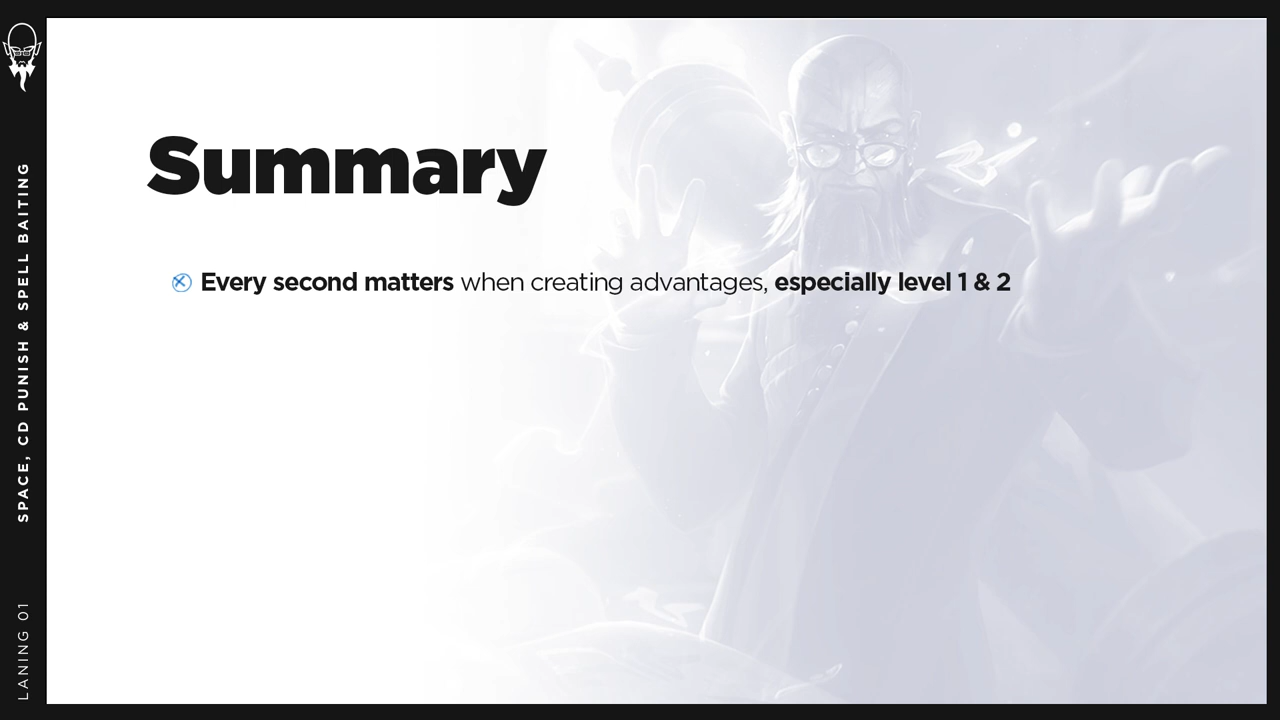 Summary
Every second matters when creating advantages, especially level 1 & 2
SPACE, CD PUNISH & SPELL BAITING
LANING 01